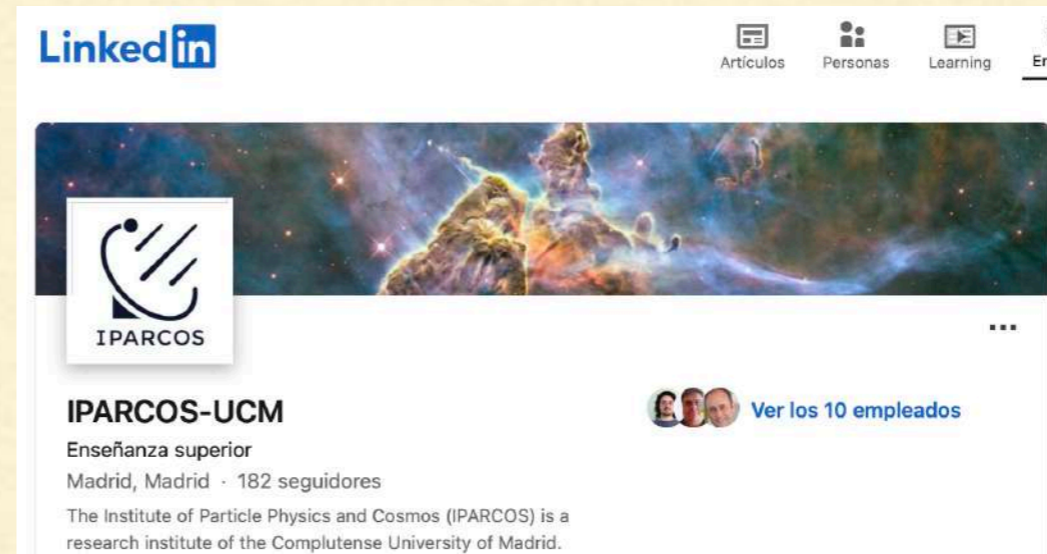 Linked in
Artículos
Personas
Learning
IPARCOS
IPARCOS-UCM
Ver los 10 empleados
Enseñanza superior
Madrid, Madrid · 182 seguidores
The Institute of Particle Physics and Cosmos (IPARCOS) is a
research institute of the Complutense University of Madrid.